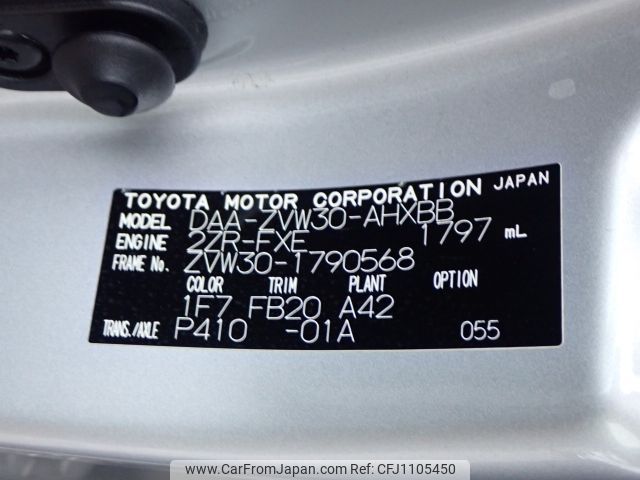 TOYOTA MOTOR CORPORATION JAPAN
MODEL DAA-ZVW30-AHXBB
ENGINE 2ZR-FXE 1797 mL
FRAME No. ZVW30-1790568
COLOR TRIM PLANT OPTION
1F7 FB20 A42
TRANS./AXLE P410 -01A 055
www.CarFromJapan.com Ref No. CFJ1105450